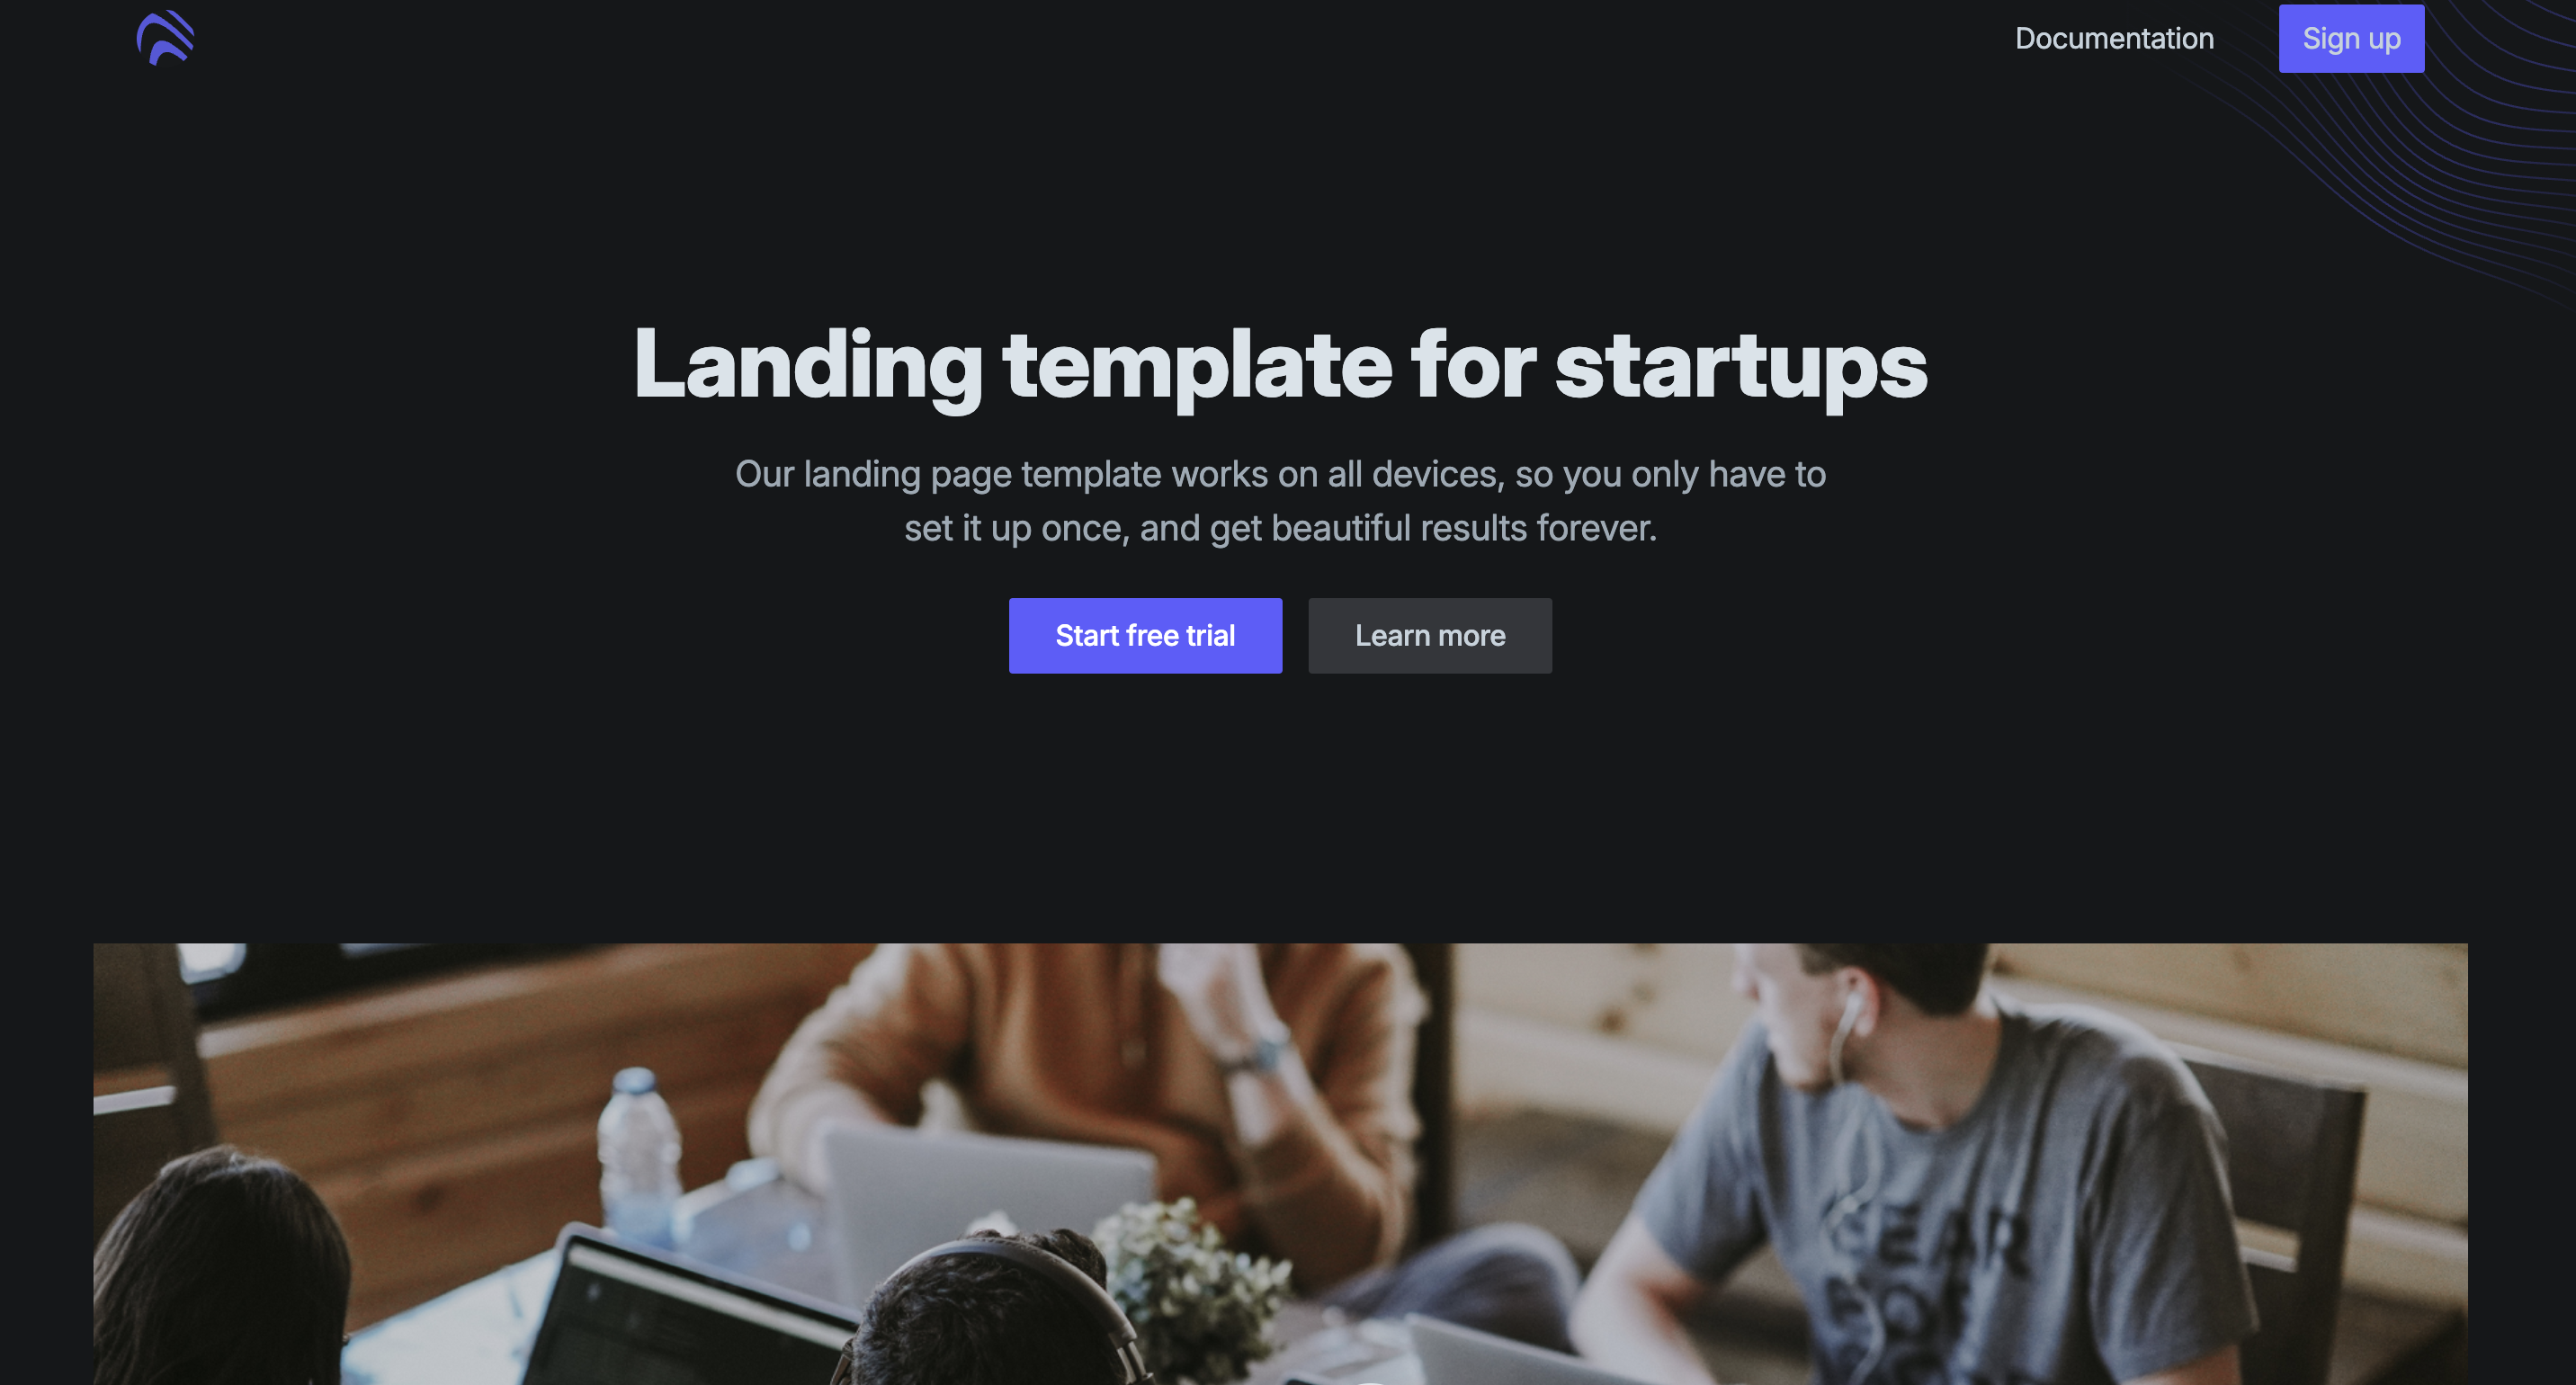 Documentation
Sign up
Landing template for startups
Our landing page template works on all devices, so you only have to
set it up once, and get beautiful results forever.
Start free trial
Learn more